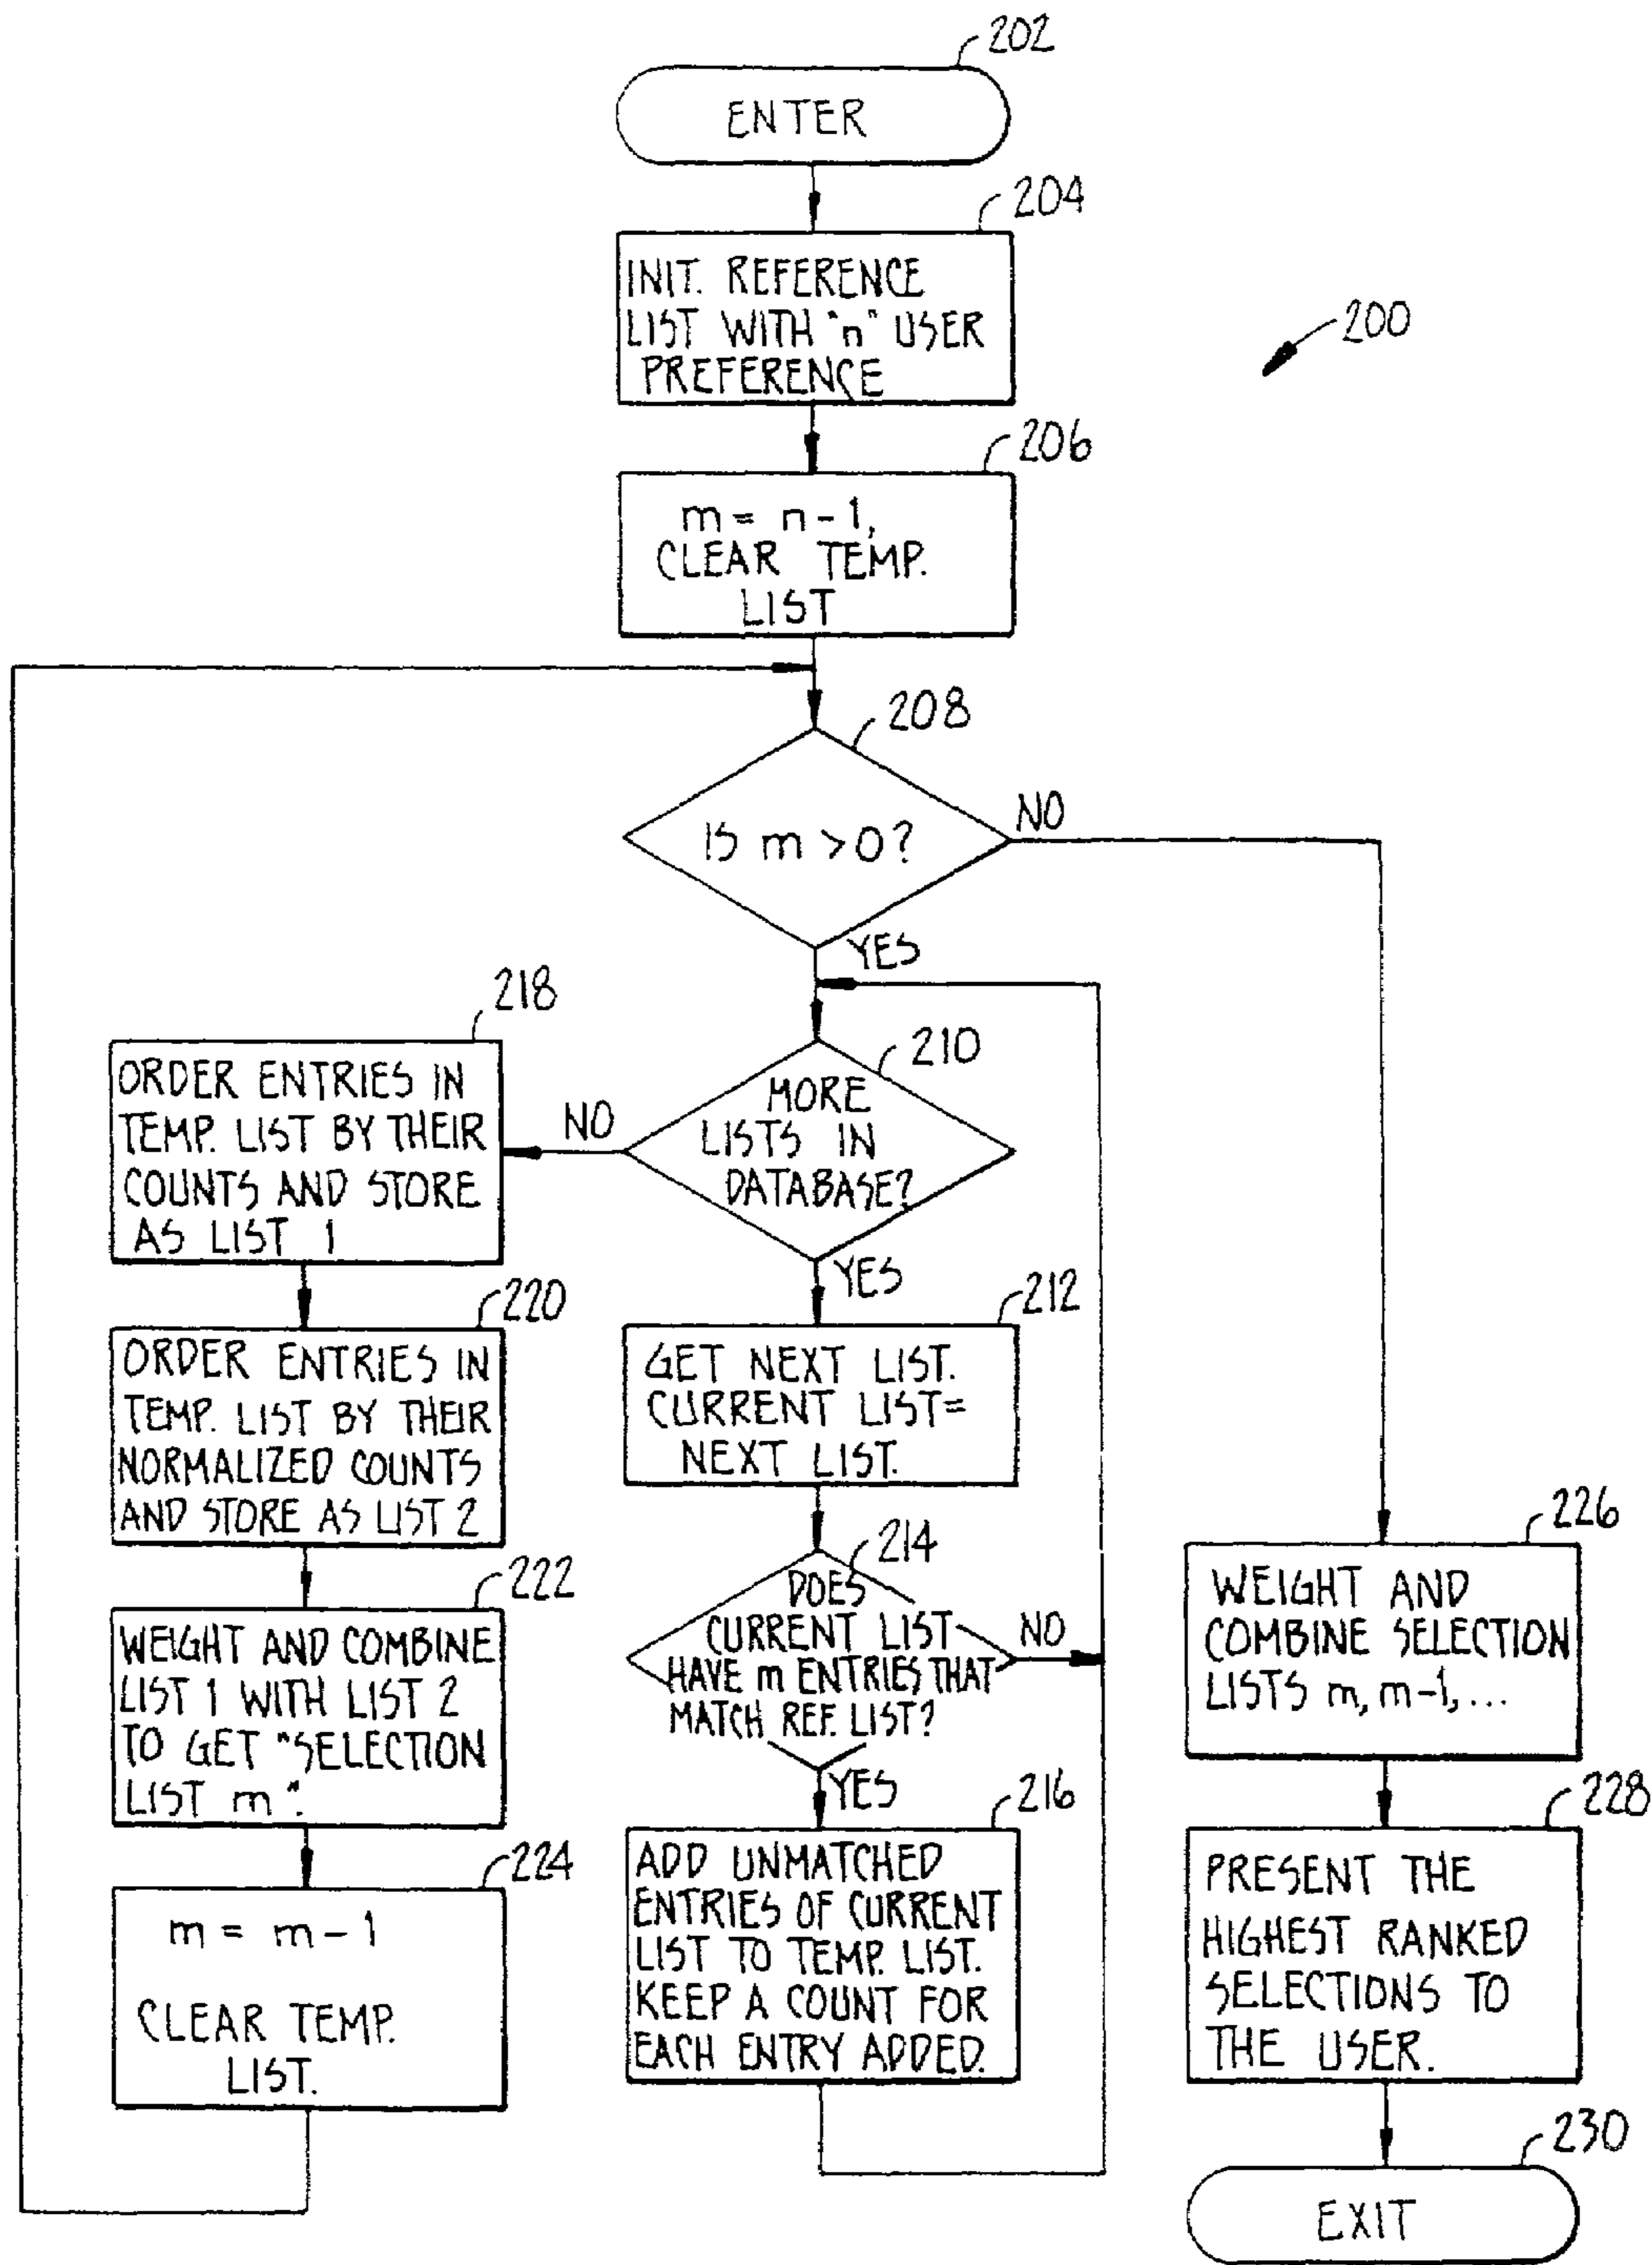 202
ENTER
204
INIT. REFERENCE
LIST WITH "n" USER
PREFERENCE
200
206
m = n - 1,
CLEAR TEMP.
LIST
208
IS m > 0?
NO
YES
218
ORDER ENTRIES IN
TEMP. LIST BY THEIR
COUNTS AND STORE
AS LIST 1
NO
210
MORE
LISTS IN
DATABASE?
YES
220
ORDER ENTRIES IN
TEMP. LIST BY THEIR
NORMALIZED COUNTS
AND STORE AS LIST 2
212
GET NEXT LIST.
CURRENT LIST=
NEXT LIST.
222
WEIGHT AND COMBINE
LIST 1 WITH LIST 2
TO GET "SELECTION
LIST m".
214
DOES
CURRENT LIST
HAVE m ENTRIES THAT
MATCH REF. LIST?
NO
YES
226
WEIGHT AND
COMBINE SELECTION
LISTS m, m-1, ...
224
m = m - 1
CLEAR TEMP.
LIST.
216
ADD UNMATCHED
ENTRIES OF CURRENT
LIST TO TEMP. LIST.
KEEP A COUNT FOR
EACH ENTRY ADDED.
228
PRESENT THE
HIGHEST RANKED
SELECTIONS TO
THE USER.
230
EXIT